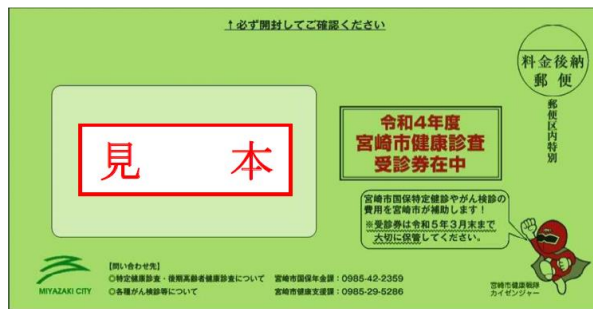 ↑必ず開封してご確認ください
料金後納
郵便
郵便区内特別
令和4年度
宮崎市健康診査
受診券在中
見 本
宮崎市国保特定健診やがん検診の
費用を宮崎市が補助します！
※受診券は令和5年3月末まで
大切に保管してください。
MIYAZAKI CITY
【問い合わせ先】
◎特定健康診査・後期高齢者健康診査について 宮崎市国保年金課：0985-42-2359
◎各種がん検診等について 宮崎市健康支援課：0985-29-5286
宮崎市健康戦隊
カイゼンジャー